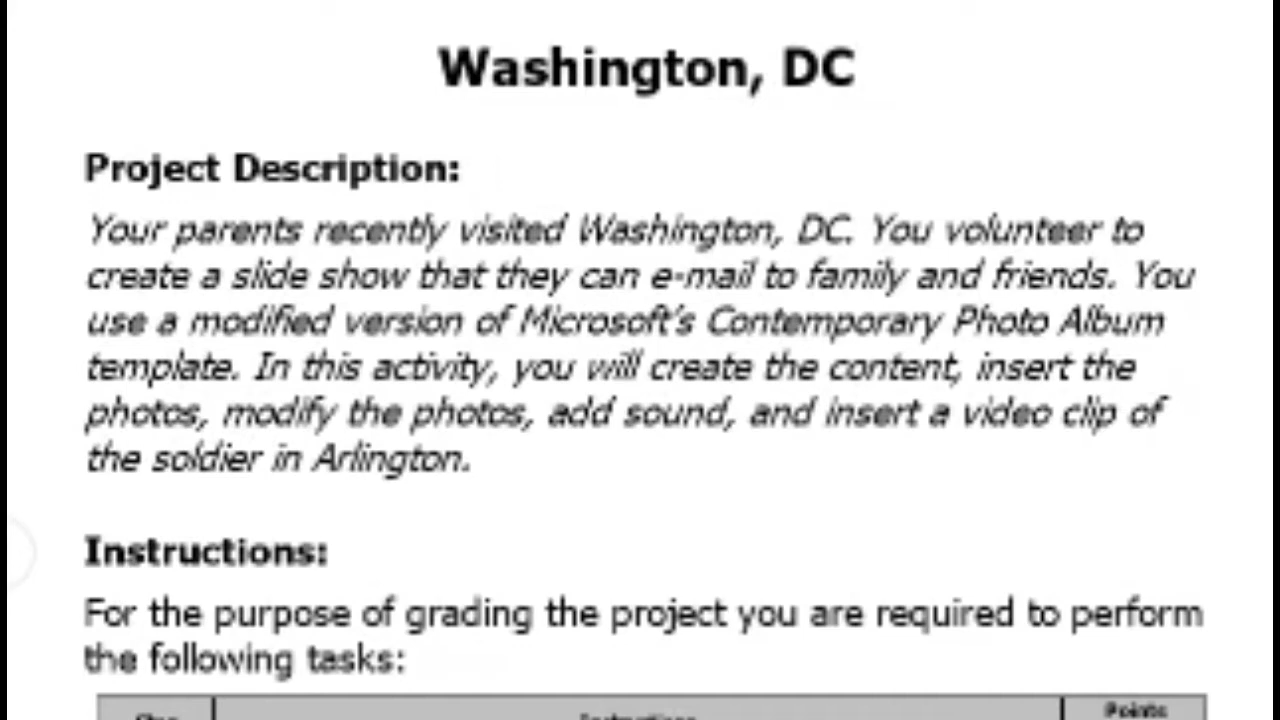 Washington, DC
Project Description:
Your parents recently visited Washington, DC. You volunteer to
create a slide show that they can e-mail to family and friends. You
use a modified version of Microsoft's Contemporary Photo Album
template. In this activity, you will create the content, insert the
photos, modify the photos, add sound, and insert a video clip of
the soldier in Arlington.
Instructions:
For the purpose of grading the project you are required to perform
the following tasks:
Points